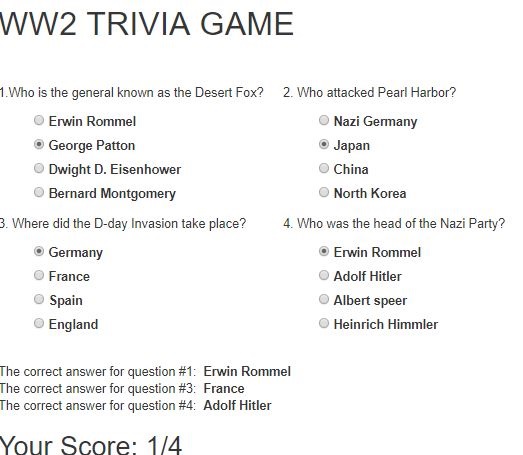 WW2 TRIVIA GAME
1.Who is the general known as the Desert Fox?
Erwin Rommel
George Patton
Dwight D. Eisenhower
Bernard Montgomery
2. Who attacked Pearl Harbor?
Nazi Germany
Japan
China
North Korea
3. Where did the D-day Invasion take place?
Germany
France
Spain
England
4. Who was the head of the Nazi Party?
Erwin Rommel
Adolf Hitler
Albert speer
Heinrich Himmler
The correct answer for question #1: Erwin Rommel
The correct answer for question #3: France
The correct answer for question #4: Adolf Hitler
Your Score: 1/4